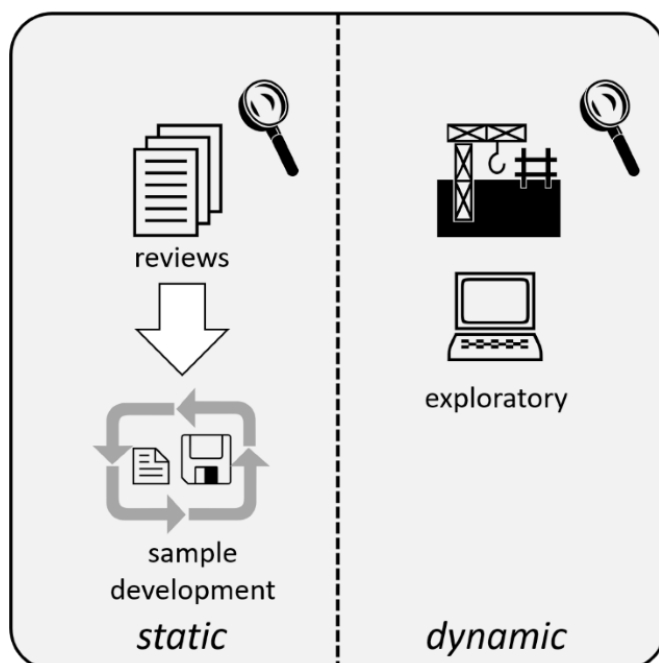 reviews
exploratory
sample
development
static
dynamic